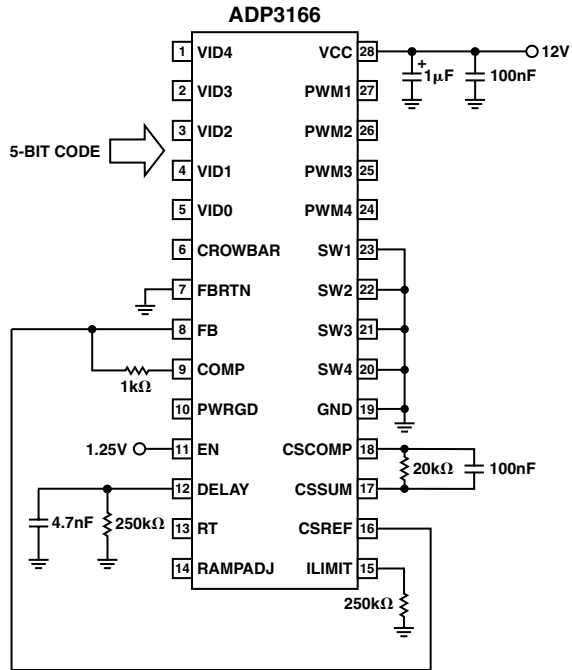 ADP3166
1 VID4
2 VID3
3 VID2
4 VID1
5 VID0
6 CROWBAR
7 FBRTN
8 FB
9 COMP
10 PWRGD
11 EN
12 DELAY
13 RT
14 RAMPADJ
5-BIT CODE
1kΩ
1.25V
4.7nF
250kΩ
VCC 28
PWM1 27
PWM2 26
PWM3 25
PWM4 24
SW1 23
SW2 22
SW3 21
SW4 20
GND 19
CSCOMP 18
CSSUM 17
CSREF 16
ILIMIT 15
12V
+
1μF
100nF
20kΩ
100nF
250kΩ